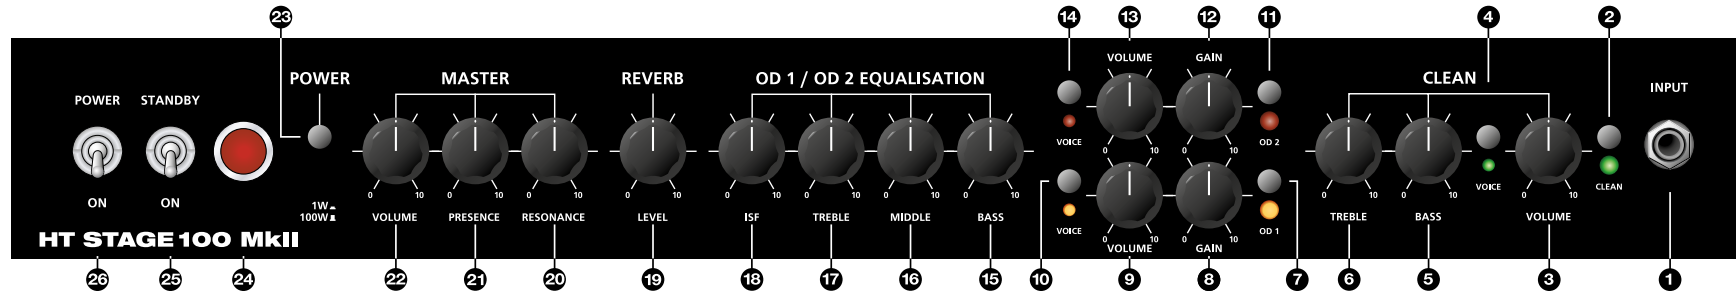 23 14 13 12 11 4 2
POWER MASTER REVERB OD 1 / OD 2 EQUALISATION VOLUME GAIN CLEAN INPUT
POWER STANDBY
0 10 0 10
VOICE OD 2
VOICE CLEAN
0 10 0 10 0 10 0 10 0 10 0 10 0 10 0 10 0 10 0 10 0 10
ON ON
1W
100W
VOLUME PRESENCE RESONANCE LEVEL ISF TREBLE MIDDLE BASS TREBLE BASS VOLUME
VOICE OD 1
0 10 0 10
VOLUME GAIN
HT STAGE 100 MkII
26 25 24 22 21 20 19 18 17 16 15 10 9 8 7 6 5 3 1